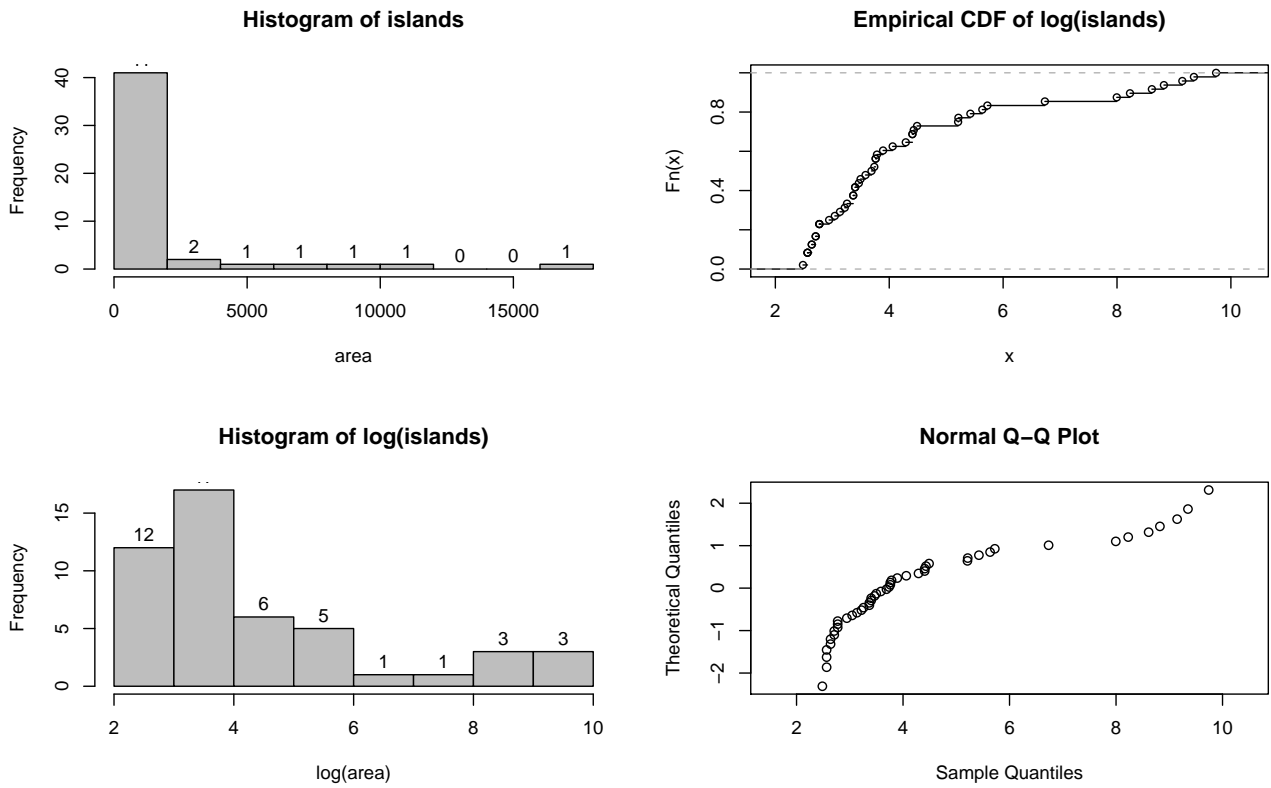 Histogram of islands
Frequency
0 10 20 30 40
2 1 1 1 1 0 0 1
0 5000 10000 15000
area
Empirical CDF of log(islands)
Fn(x)
0.0 0.4 0.8
2 4 6 8 10
x
Histogram of log(islands)
Frequency
0 5 10 15
12 6 5 1 1 3 3
2 4 6 8 10
log(area)
Normal Q−Q Plot
Theoretical Quantiles
−2 −1 0 1 2
2 4 6 8 10
Sample Quantiles